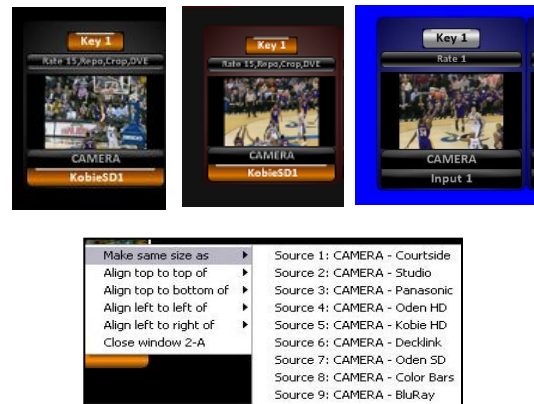 Key 1
Rate 15,Repo,Crop,DVE
CAMERA
KobieSD1
Key 1
Rate 15,Repo,Crop,DVE
CAMERA
KobieSD1
Key 1
Rate 1
CAMERA
Input 1
Make same size as
Align top to top of
Align top to bottom of
Align left to left of
Align left to right of
Close window 2-A
Source 1: CAMERA - Courtside
Source 2: CAMERA - Studio
Source 3: CAMERA - Panasonic
Source 4: CAMERA - Oden HD
Source 5: CAMERA - Kobie HD
Source 6: CAMERA - Decklink
Source 7: CAMERA - Oden SD
Source 8: CAMERA - Color Bars
Source 9: CAMERA - BluRay